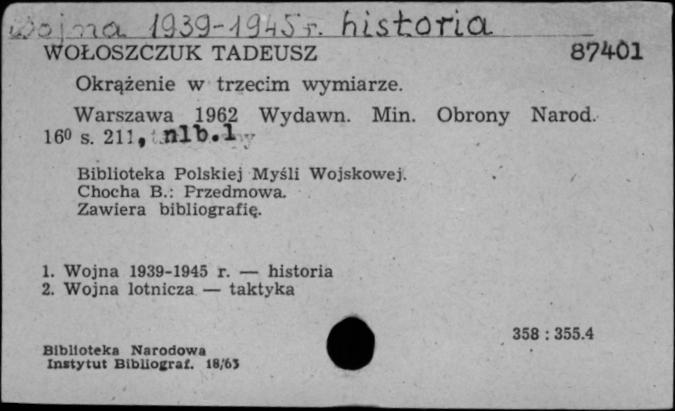 wojna 1939-1945 r. historia
WOŁOSZCZUK TADEUSZ 87401
Okrążenie w trzecim wymiarze.
Warszawa 1962 Wydawn. Min. Obrony Narod.
16⁰ s. 211, nlb.1
Biblioteka Polskiej Myśli Wojskowej.
Chocha B.: Przedmowa.
Zawiera bibliografię.
1. Wojna 1939-1945 r. — historia
2. Wojna lotnicza — taktyka
358 : 355.4
Biblioteka Narodowa
Instytut Bibliograf. 18/63